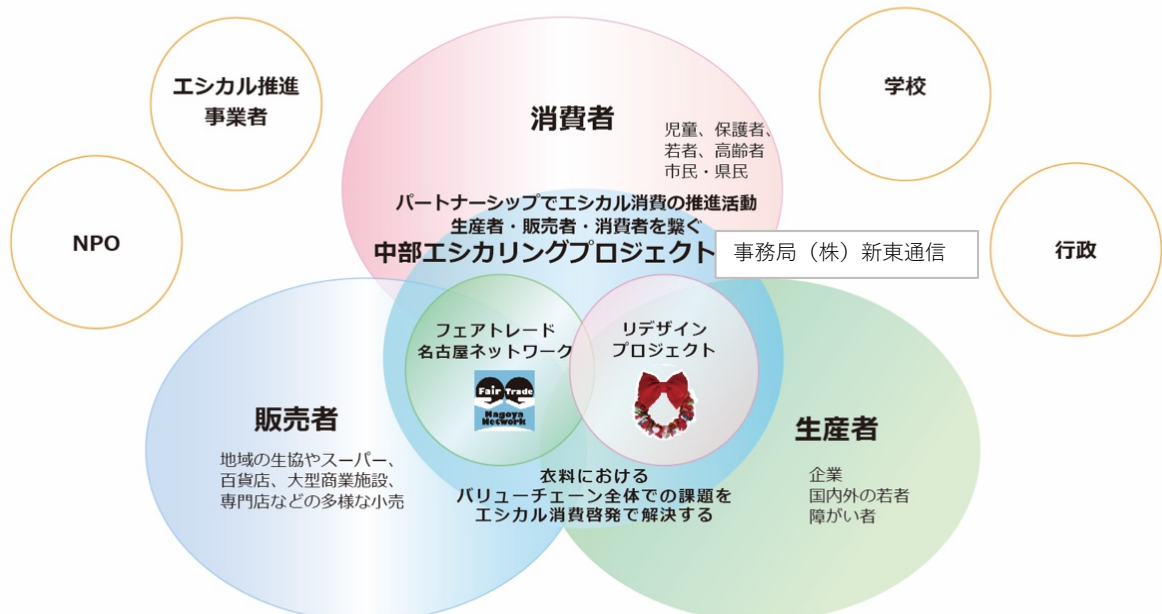 エシカル推進
事業者
学校
消費者
児童、保護者、
若者、高齢者
市民・県民
NPO
行政
パートナーシップでエシカル消費の推進活動
生産者・販売者・消費者を繋ぐ
中部エシカリングプロジェクト
事務局（株）新東通信
フェアトレード
名古屋ネットワーク
Fair Trade
Nagoya
Network
リデザイン
プロジェクト
販売者
地域の生協やスーパー、
百貨店、大型商業施設、
専門店などの多様な小売
生産者
企業
国内外の若者
障がい者
衣料における
バリューチェーン全体での課題を
エシカル消費啓発で解決する